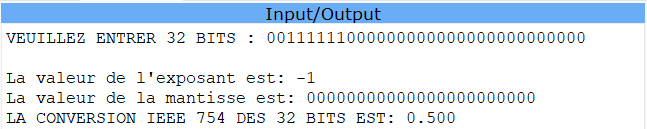 Input/Output
VEUILLEZ ENTRER 32 BITS : 00111111000000000000000000000000
La valeur de l'exposant est: -1
La valeur de la mantisse est: 00000000000000000000000
LA CONVERSION IEEE 754 DES 32 BITS EST: 0.500